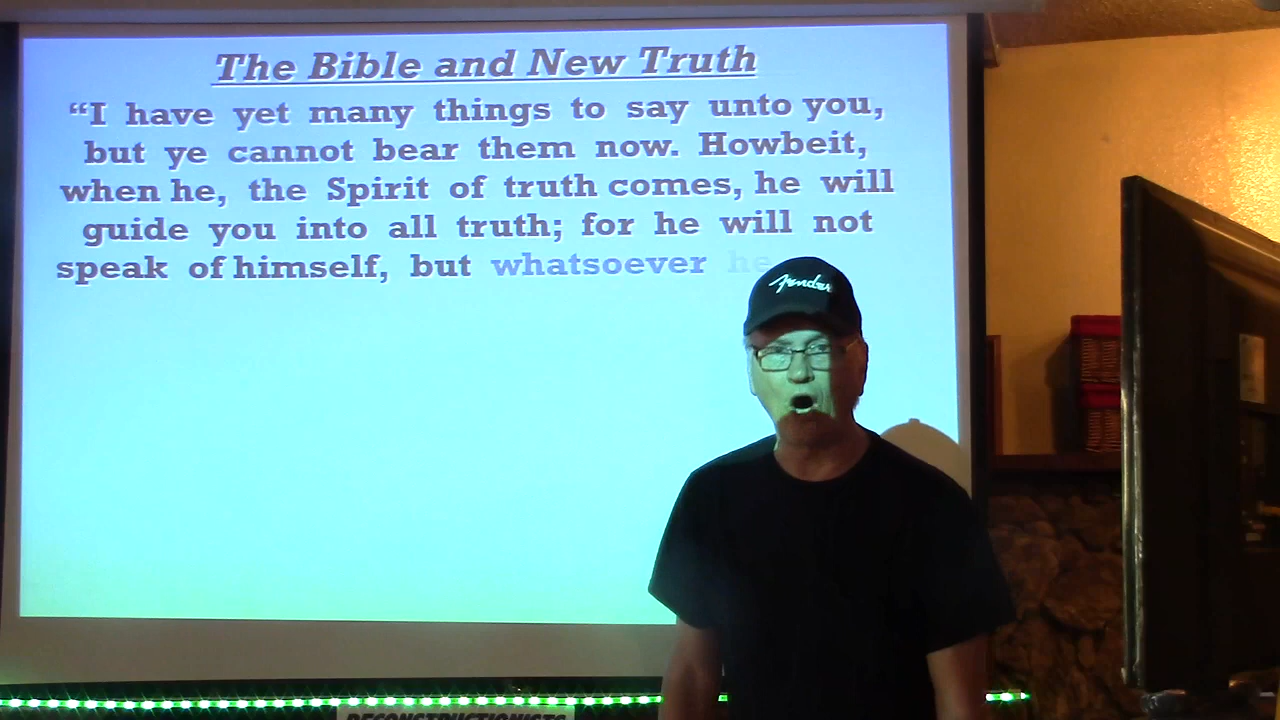 The Bible and New Truth
“I have yet many things to say unto you,
but ye cannot bear them now. Howbeit,
when he, the Spirit of truth comes, he will
guide you into all truth; for he will not
speak of himself, but whatsoever he
Fender
DECONSTRUCTIONISTS